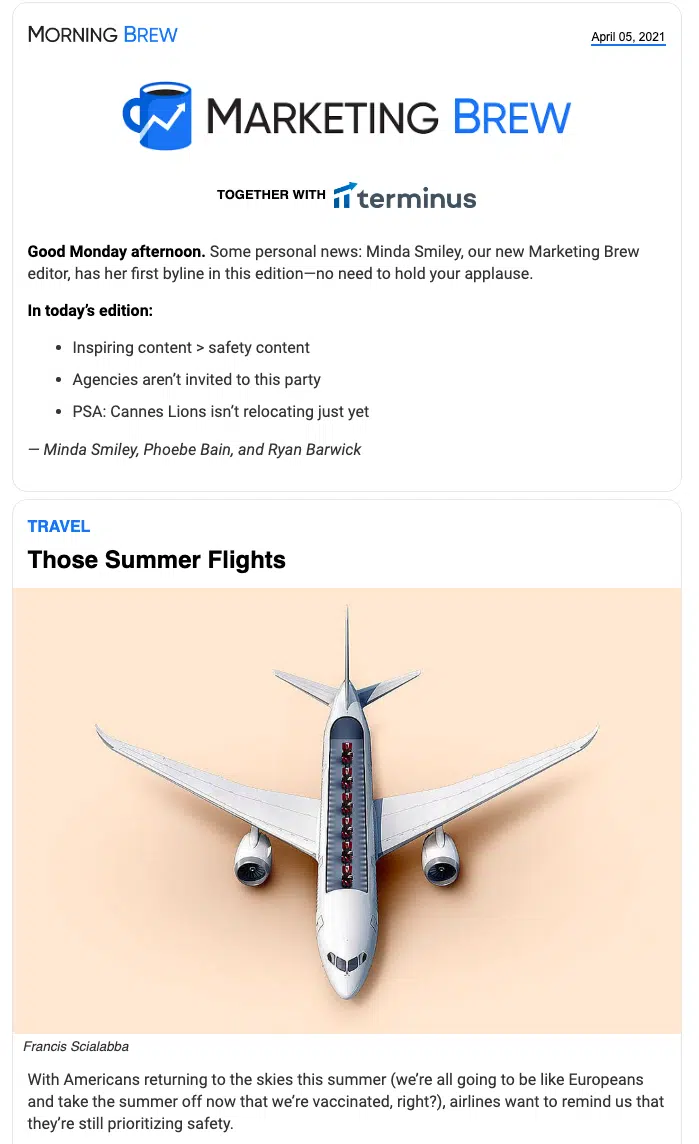 MORNING BREW
April 05, 2021
MARKETING BREW
TOGETHER WITH terminus
Good Monday afternoon. Some personal news: Minda Smiley, our new Marketing Brew
editor, has her first byline in this edition—no need to hold your applause.
In today’s edition:
• Inspiring content > safety content
• Agencies aren’t invited to this party
• PSA: Cannes Lions isn’t relocating just yet
— Minda Smiley, Phoebe Bain, and Ryan Barwick
TRAVEL
Those Summer Flights
Francis Scialabba
With Americans returning to the skies this summer (we’re all going to be like Europeans
and take the summer off now that we’re vaccinated, right?), airlines want to remind us that
they’re still prioritizing safety.